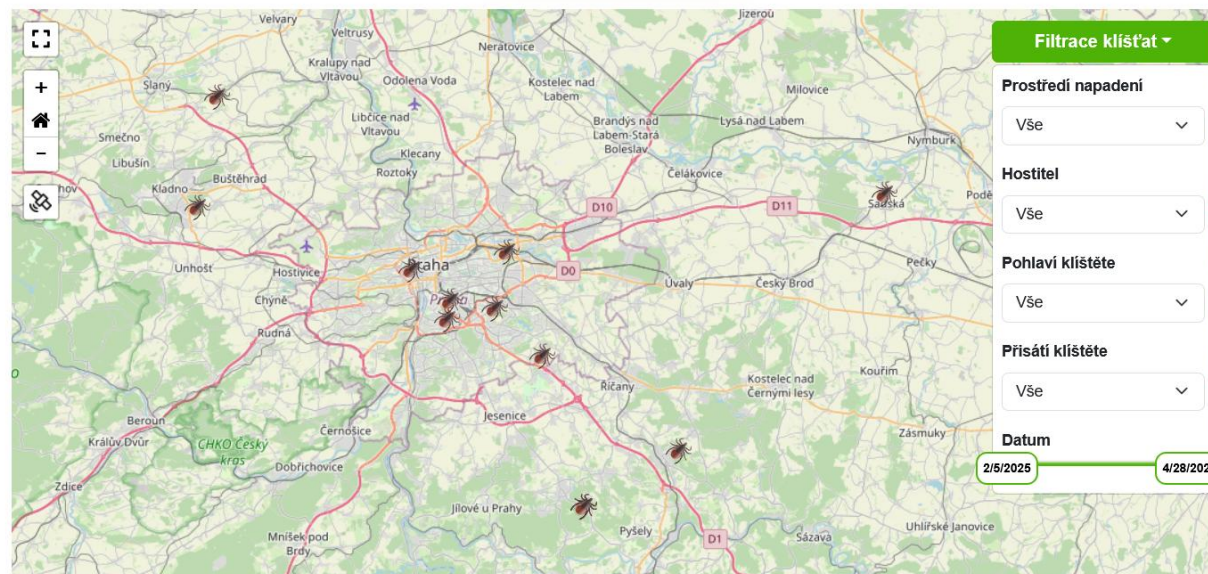 Velvary
Jizerou
Veltrusy
Neratovice
Kralupy nad
Vltavou
Odolena Voda
Kostelec nad
Labem
Slaný
Milovice
Libčice nad
Vltavou
Brandýs nad
Labem-Stará
Boleslav
Lysá nad Labem
Smečno
Nymburk
Libušín
Klecany
Roztoky
Čelákovice
Kladno
Buštěhrad
D10
D11
Sadská
Unhošť
Hostivice
Praha
D0
Pečky
Úvaly
Český Brod
Chýně
Praha
Rudná
Kouřim
Říčany
Kostelec nad
Černými lesy
Jesenice
Beroun
Černošice
Zásmuky
Králův Dvůr
CHKO Český
kras
Dobřichovice
Zdice
Jílové u Prahy
Pyšely
Uhlířské Janovice
Mníšek pod
Brdy
D1
Sázava
+
−
Filtrace klíšťat
Prostředí napadení
Vše
Hostitel
Vše
Pohlaví klíštěte
Vše
Přisátí klíštěte
Vše
Datum
2/5/2025
4/28/202